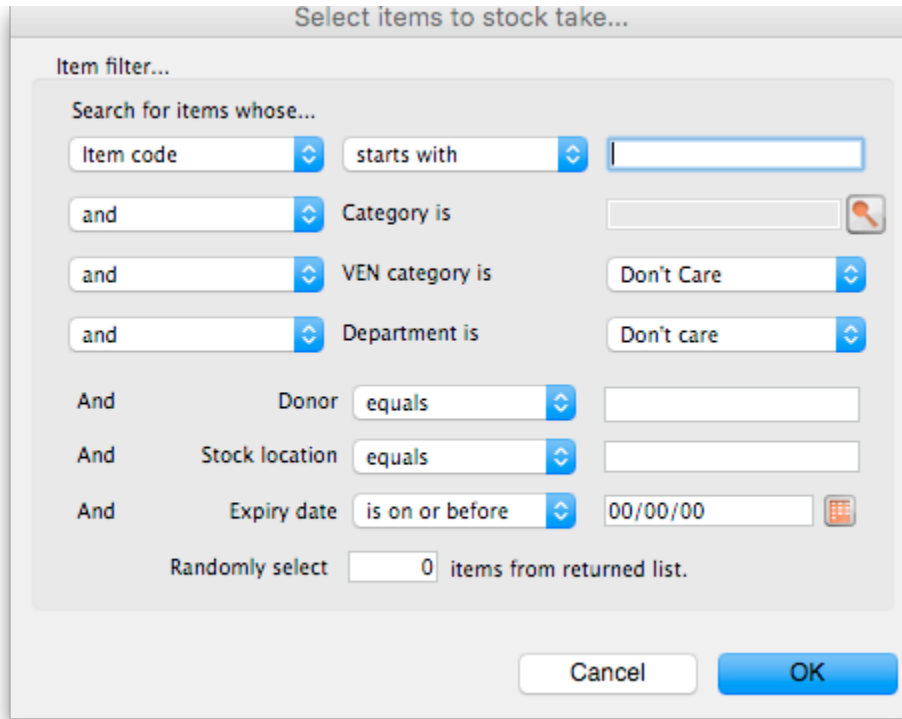 Select items to stock take...
Item filter...
Search for items whose...
Item code starts with
and Category is
and VEN category is Don't Care
and Department is Don't care
And Donor equals
And Stock location equals
And Expiry date is on or before 00/00/00
Randomly select 0 items from returned list.
Cancel OK